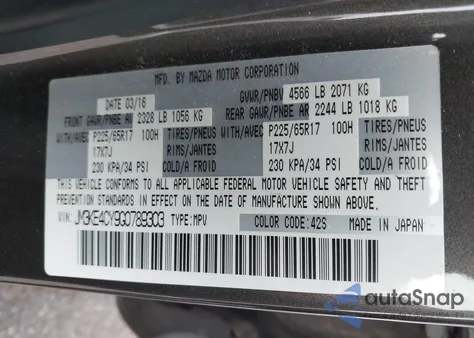 MFD. BY MAZDA MOTOR CORPORATION
DATE 03/16 GVWR/PNBV 4566 LB 2071 KG
FRONT GAWR/PNBE AV 2328 LB 1056 KG REAR GAWR/PNBE AR 2244 LB 1018 KG
WITH/AVEC P225/65R17 100H TIRES/PNEUS WITH/AVEC P225/65R17 100H TIRES/PNEUS
17X7J RIMS/JANTES 17X7J RIMS/JANTES
230 KPA/34 PSI COLD/A FROID 230 KPA/34 PSI COLD/A FROID
THIS VEHICLE CONFORMS TO ALL APPLICABLE FEDERAL MOTOR VEHICLE SAFETY AND THEFT
PREVENTION STANDARDS IN EFFECT ON THE DATE OF MANUFACTURE SHOWN ABOVE.
VIN: JM3KE4CY9G0789303 TYPE: MPV COLOR CODE: 42S MADE IN JAPAN
autoSnap